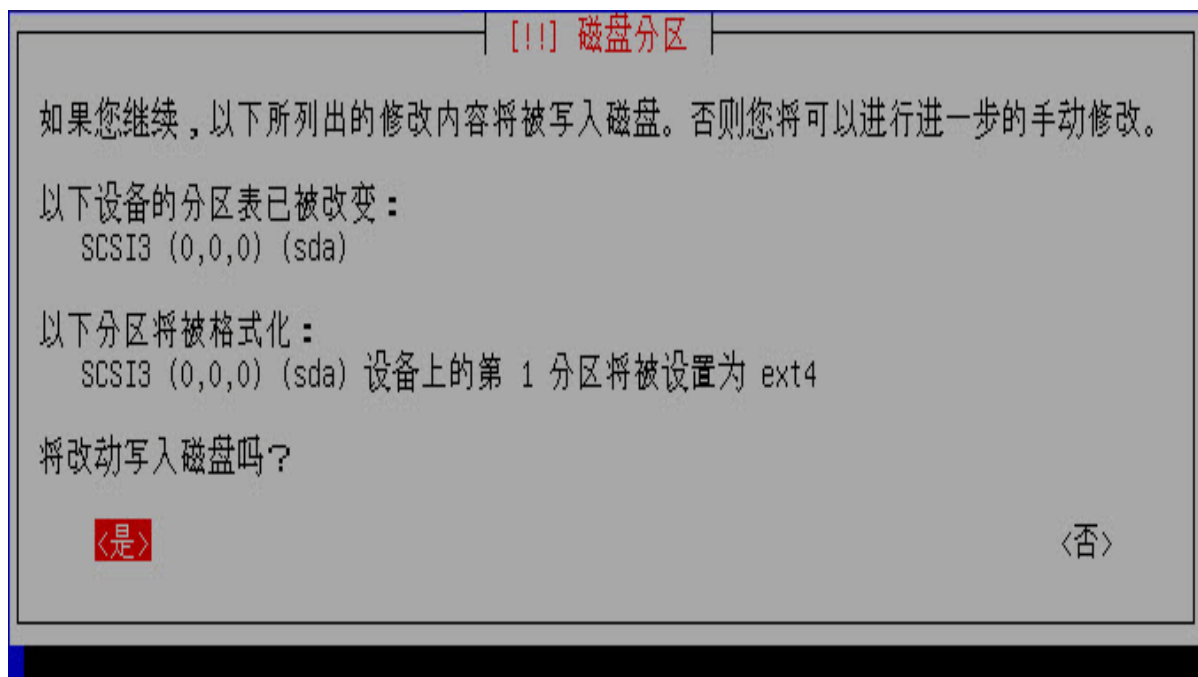 [!!] 磁盘分区
如果您继续，以下所列出的修改内容将被写入磁盘。否则您将可以进行进一步的手动修改。
以下设备的分区表已被改变：
SCSI3 (0,0,0) (sda)
以下分区将被格式化：
SCSI3 (0,0,0) (sda) 设备上的第 1 分区将被设置为 ext4
将改动写入磁盘吗？
<是> <否>